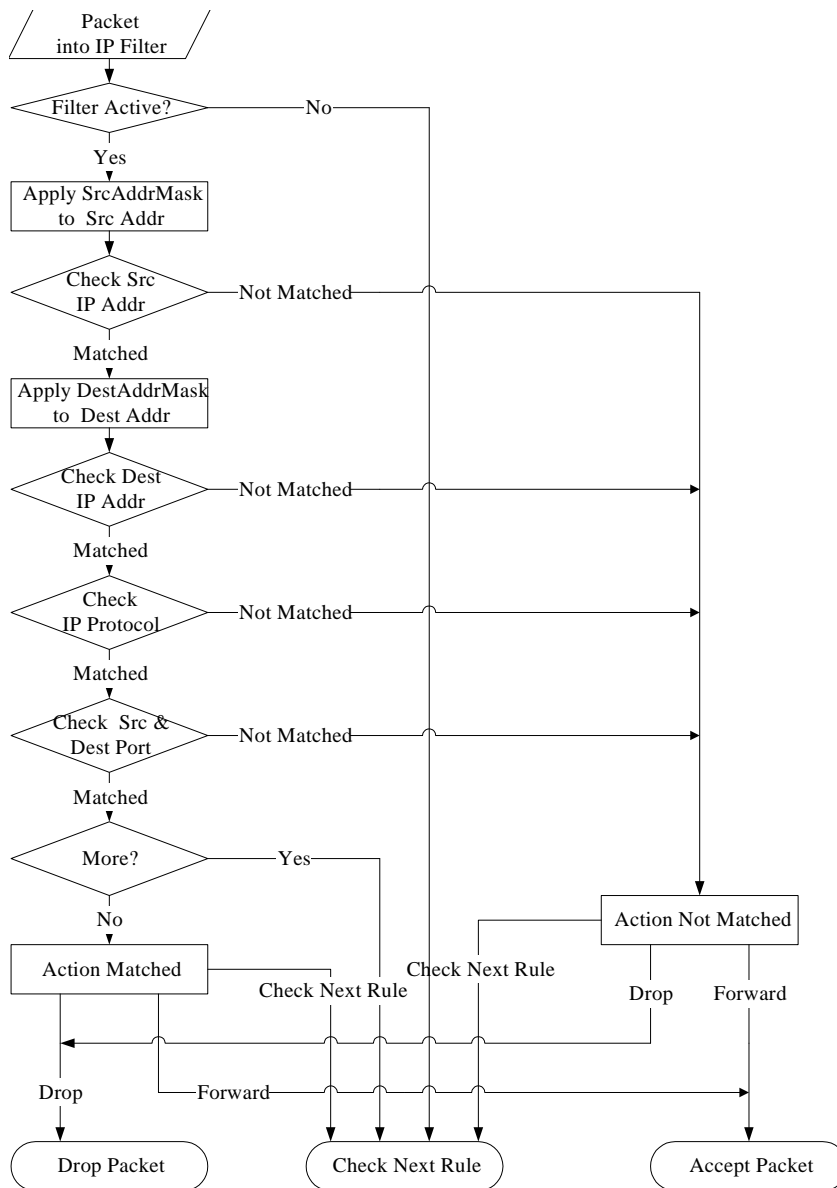 Packet
into IP Filter
Filter Active?
No
Yes
Apply SrcAddrMask
to Src Addr
Check Src
IP Addr
Not Matched
Matched
Apply DestAddrMask
to Dest Addr
Check Dest
IP Addr
Not Matched
Matched
Check
IP Protocol
Not Matched
Matched
Check Src &
Dest Port
Not Matched
Matched
More?
Yes
No
Action Not Matched
Action Matched
Check Next Rule
Check Next Rule
Drop
Forward
Drop
Forward
Drop Packet
Check Next Rule
Accept Packet